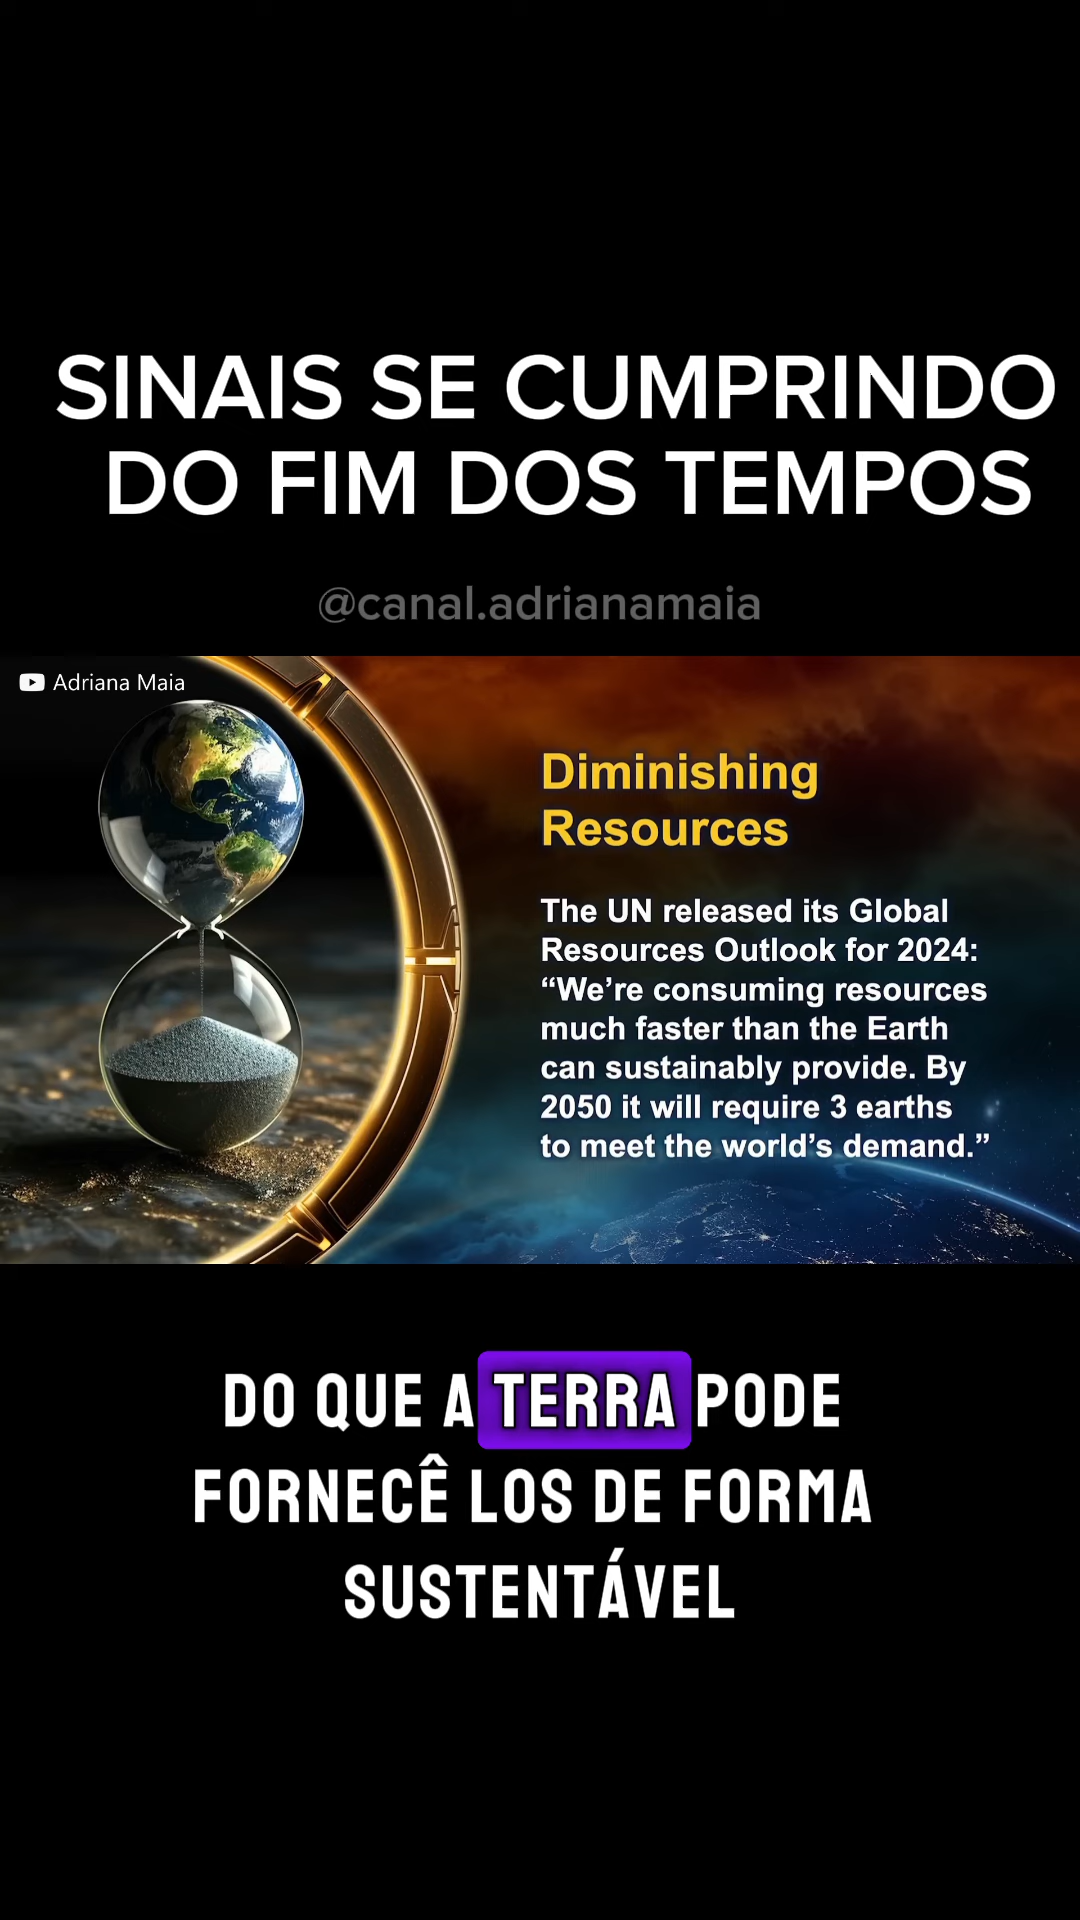 SINAIS SE CUMPRINDO
DO FIM DOS TEMPOS
@canal.adrianamaia
Adriana Maia
Diminishing
Resources
The UN released its Global
Resources Outlook for 2024:
“We’re consuming resources
much faster than the Earth
can sustainably provide. By
2050 it will require 3 earths
to meet the world’s demand.”
DO QUE A TERRA PODE
FORNECÊ LOS DE FORMA
SUSTENTÁVEL